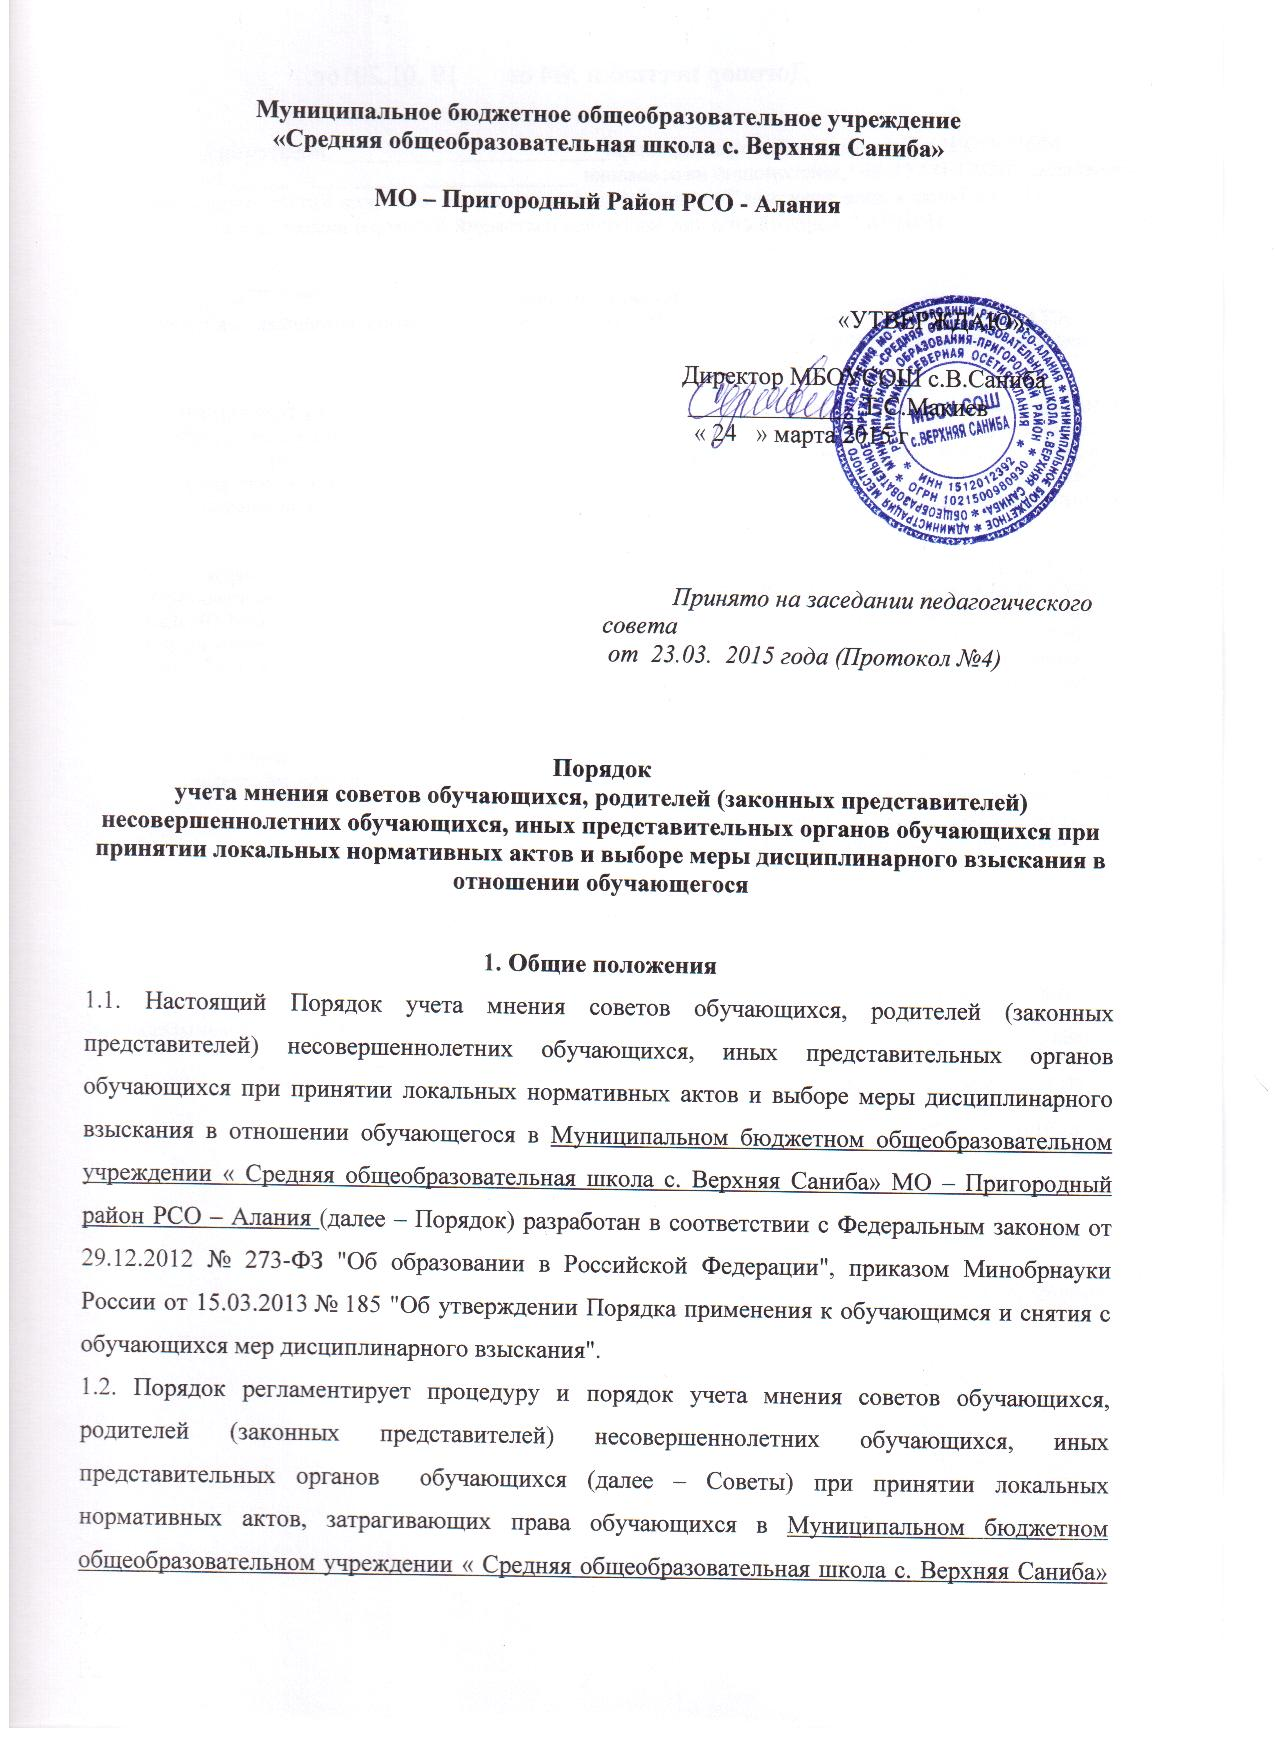 Муниципальное бюджетное общеобразовательное учреждение
«Средняя общеобразовательная школа с. Верхняя Саниба»
МО – Пригородный Район РСО - Алания
«УТВЕРЖДАЮ»
Директор МБОУСОШ с.В.Саниба
Т.С.Макиев
« 24 » марта 2015 г
МБОУ СОШ
с.ВЕРХНЯЯ САНИБА
ИНН 1512012392
ОГРН 1021500980930
Принято на заседании педагогического
совета
от 23.03. 2015 года (Протокол №4)
Порядок
учета мнения советов обучающихся, родителей (законных представителей)
несовершеннолетних обучающихся, иных представительных органов обучающихся при
принятии локальных нормативных актов и выборе меры дисциплинарного взыскания в
отношении обучающегося
1. Общие положения
1.1. Настоящий Порядок учета мнения советов обучающихся, родителей (законных
представителей) несовершеннолетних обучающихся, иных представительных органов
обучающихся при принятии локальных нормативных актов и выборе меры дисциплинарного
взыскания в отношении обучающегося в Муниципальном бюджетном общеобразовательном
учреждении « Средняя общеобразовательная школа с. Верхняя Саниба» МО – Пригородный
район РСО – Алания (далее – Порядок) разработан в соответствии с Федеральным законом от
29.12.2012 № 273-ФЗ "Об образовании в Российской Федерации", приказом Минобрнауки
России от 15.03.2013 № 185 "Об утверждении Порядка применения к обучающимся и снятия с
обучающихся мер дисциплинарного взыскания".
1.2. Порядок регламентирует процедуру и порядок учета мнения советов обучающихся,
родителей (законных представителей) несовершеннолетних обучающихся, иных
представительных органов обучающихся (далее – Советы) при принятии локальных
нормативных актов, затрагивающих права обучающихся в Муниципальном бюджетном
общеобразовательном учреждении « Средняя общеобразовательная школа с. Верхняя Саниба»